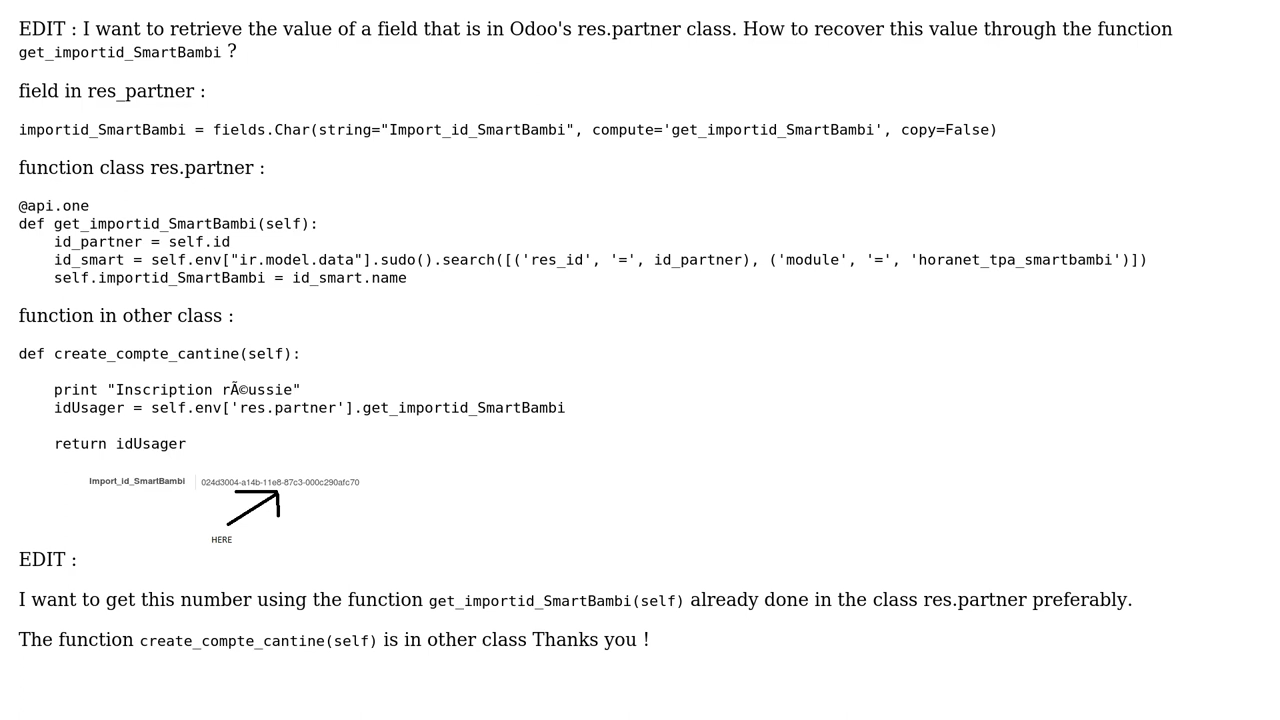 EDIT : I want to retrieve the value of a field that is in Odoo's res.partner class. How to recover this value through the function
get_importid_SmartBambi ?
field in res_partner :
importid_SmartBambi = fields.Char(string="Import_id_SmartBambi", compute='get_importid_SmartBambi', copy=False)
function class res.partner :
@api.one
def get_importid_SmartBambi(self):
    id_partner = self.id
    id_smart = self.env["ir.model.data"].sudo().search([('res_id', '=', id_partner), ('module', '=', 'horanet_tpa_smartbambi')])
    self.importid_SmartBambi = id_smart.name
function in other class :
def create_compte_cantine(self):
    print "Inscription rÃ©ussie"
    idUsager = self.env['res.partner'].get_importid_SmartBambi
    return idUsager
Import_id_SmartBambi 024d3004-a14b-11e8-87c3-000c290afc70
HERE
EDIT :
I want to get this number using the function get_importid_SmartBambi(self) already done in the class res.partner preferably.
The function create_compte_cantine(self) is in other class Thanks you !